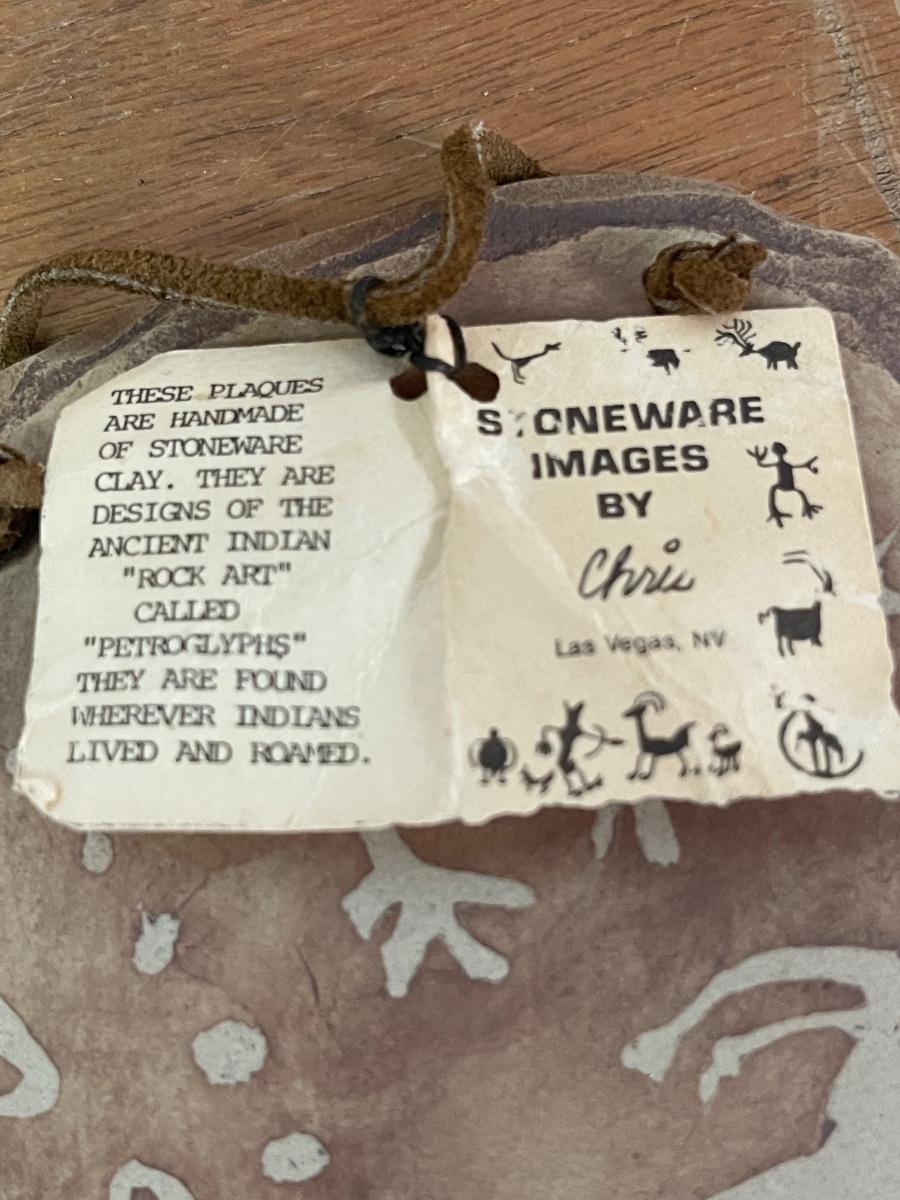 THESE PLAQUES
ARE HANDMADE
OF STONEWARE
CLAY. THEY ARE
DESIGNS OF THE
ANCIENT INDIAN
"ROCK ART"
CALLED
"PETROGLYPHS"
THEY ARE FOUND
WHEREVER INDIANS
LIVED AND ROAMED.
STONEWARE
IMAGES
BY
Chris
Las Vegas, NV